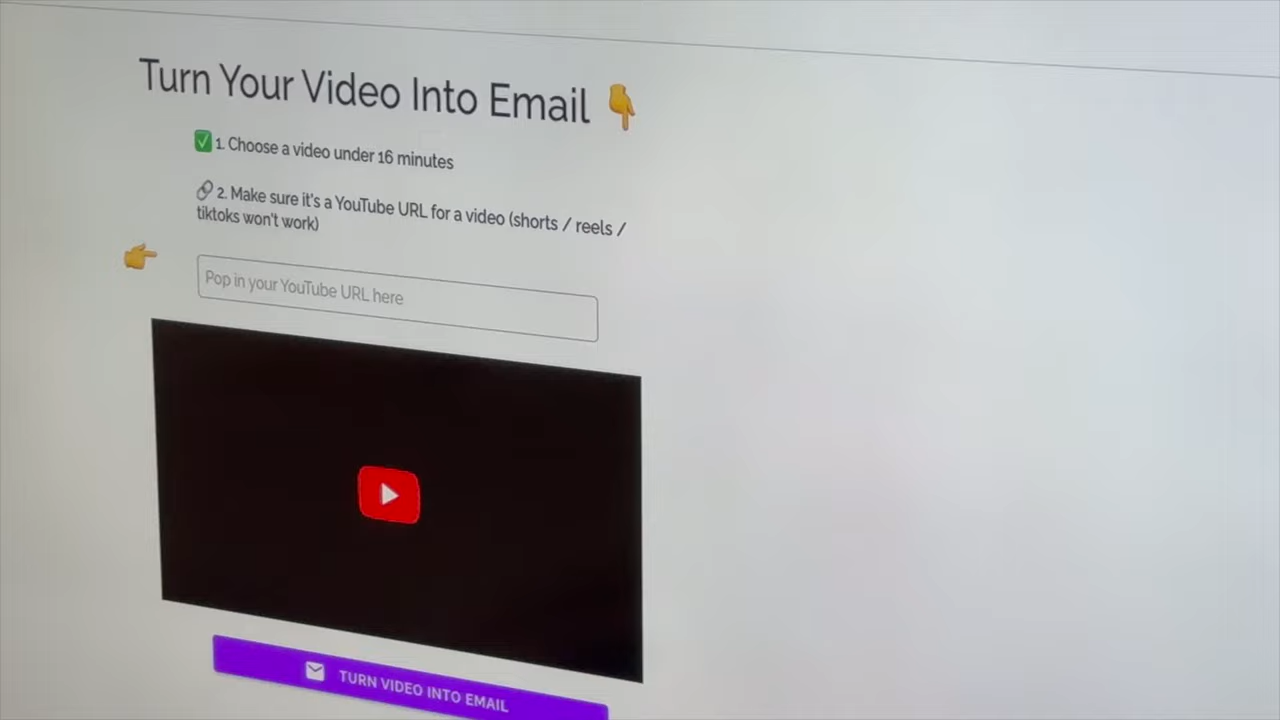 Turn Your Video Into Email 👇
✅ 1. Choose a video under 16 minutes
🔗 2. Make sure it's a YouTube URL for a video (shorts / reels /
tiktoks won't work)
👉
Pop in your YouTube URL here
TURN VIDEO INTO EMAIL